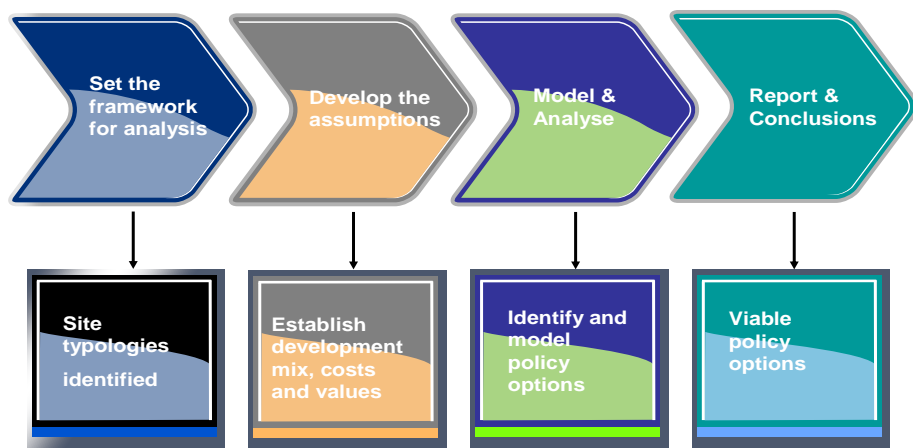 Set the
framework
for analysis
Develop the
assumptions
Model &
Analyse
Report &
Conclusions
Site
typologies
identified
Establish
development
mix, costs
and values
Identify and
model
policy
options
Viable
policy
options